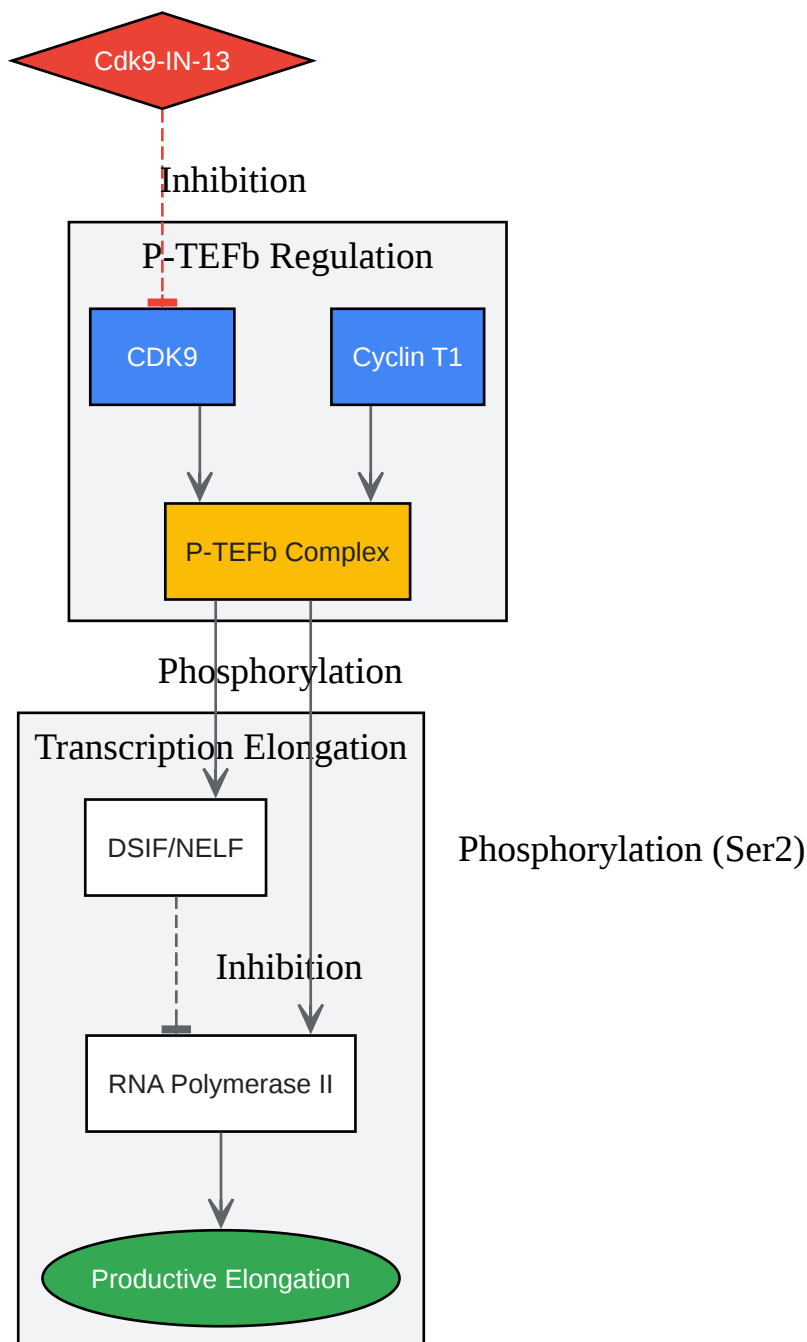 Cdk9-IN-13
Inhibition
P-TEFb Regulation
CDK9
Cyclin T1
P-TEFb Complex
Phosphorylation
Transcription Elongation
DSIF/NELF
Phosphorylation (Ser2)
Inhibition
RNA Polymerase II
Productive Elongation